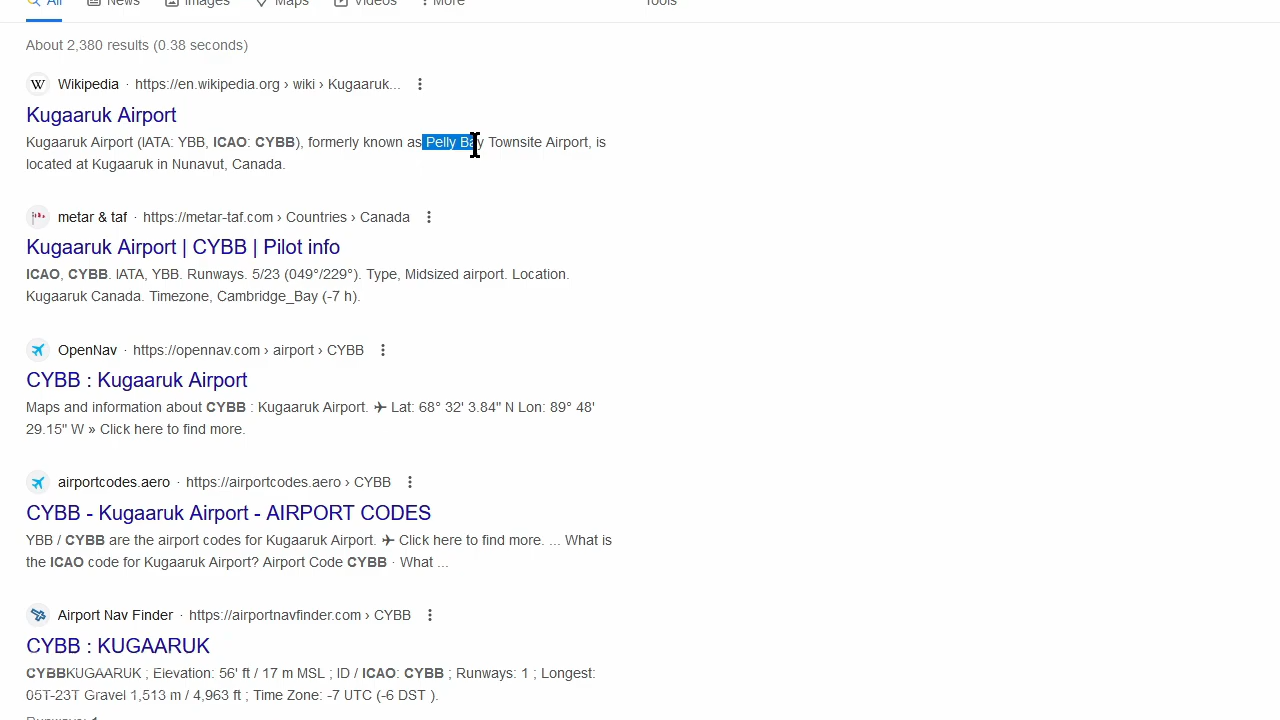 All News Images Maps Videos More Tools
About 2,380 results (0.38 seconds)
Wikipedia · https://en.wikipedia.org › wiki › Kugaaruk...
Kugaaruk Airport
Kugaaruk Airport (IATA: YBB, ICAO: CYBB), formerly known as Pelly Bay Townsite Airport, is
located at Kugaaruk in Nunavut, Canada.
metar & taf · https://metar-taf.com › Countries › Canada
Kugaaruk Airport | CYBB | Pilot info
ICAO, CYBB. IATA, YBB. Runways. 5/23 (049°/229°). Type, Midsized airport. Location.
Kugaaruk Canada. Timezone, Cambridge_Bay (-7 h).
OpenNav · https://opennav.com › airport › CYBB
CYBB : Kugaaruk Airport
Maps and information about CYBB : Kugaaruk Airport. ✈ Lat: 68° 32' 3.84" N Lon: 89° 48'
29.15" W » Click here to find more.
airportcodes.aero · https://airportcodes.aero › CYBB
CYBB - Kugaaruk Airport - AIRPORT CODES
YBB / CYBB are the airport codes for Kugaaruk Airport. ✈ Click here to find more. ... What is
the ICAO code for Kugaaruk Airport? Airport Code CYBB · What ...
Airport Nav Finder · https://airportnavfinder.com › CYBB
CYBB : KUGAARUK
CYBBKUGAARUK ; Elevation: 56' ft / 17 m MSL ; ID / ICAO: CYBB ; Runways: 1 ; Longest:
05T-23T Gravel 1,513 m / 4,963 ft ; Time Zone: -7 UTC (-6 DST ).
Runways: 1